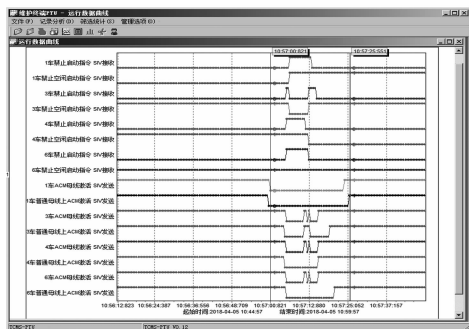 维护终端PTU - 运行数据曲线
文件(F) 记录分析(D) 筛选统计(S) 管理选项(O)
运行数据曲线
10:57:00:821
10:57:25:551
1车禁止启动指令 SIV接收
1车禁止空闲启动指令 SIV接收
3车禁止启动指令 SIV接收
3车禁止空闲启动指令 SIV接收
4车禁止启动指令 SIV接收
4车禁止空闲启动指令 SIV接收
6车禁止启动指令 SIV接收
6车禁止空闲启动指令 SIV接收
1车ACM母线激活 SIV发送
1车普通母线上ACM激活 SIV发送
3车ACM母线激活 SIV发送
3车普通母线上ACM激活 SIV发送
4车ACM母线激活 SIV发送
4车普通母线上ACM激活 SIV发送
6车ACM母线激活 SIV发送
6车普通母线上ACM激活 SIV发送
10:56:12:623 10:56:24:387 10:56:36:556 10:56:48:709 10:57:00:821 10:57:12:880 10:57:25:052 10:57:37:157
起始时间:2018-04-05 10:44:57 结束时间:2018-04-05 10:59:57
TCMS-PTU TCMS-PTU V0.12